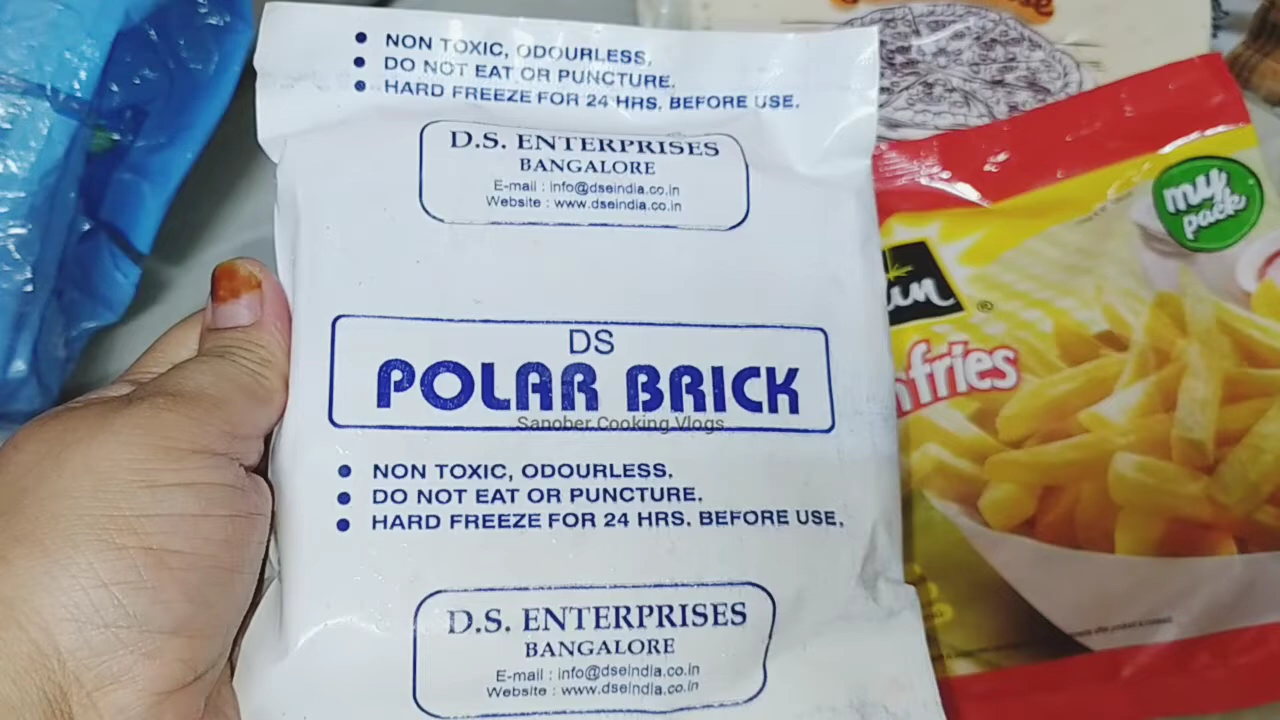 NON TOXIC, ODOURLESS.
DO NOT EAT OR PUNCTURE.
HARD FREEZE FOR 24 HRS. BEFORE USE.
D.S. ENTERPRISES
BANGALORE
E-mail : info@dseindia.co.in
Website : www.dseindia.co.in
DS
POLAR BRICK
Sanober Cooking Vlogs
NON TOXIC, ODOURLESS.
DO NOT EAT OR PUNCTURE.
HARD FREEZE FOR 24 HRS. BEFORE USE.
D.S. ENTERPRISES
BANGALORE
E-mail : info@dseindia.co.in
Website : www.dseindia.co.in
my
pack
fries